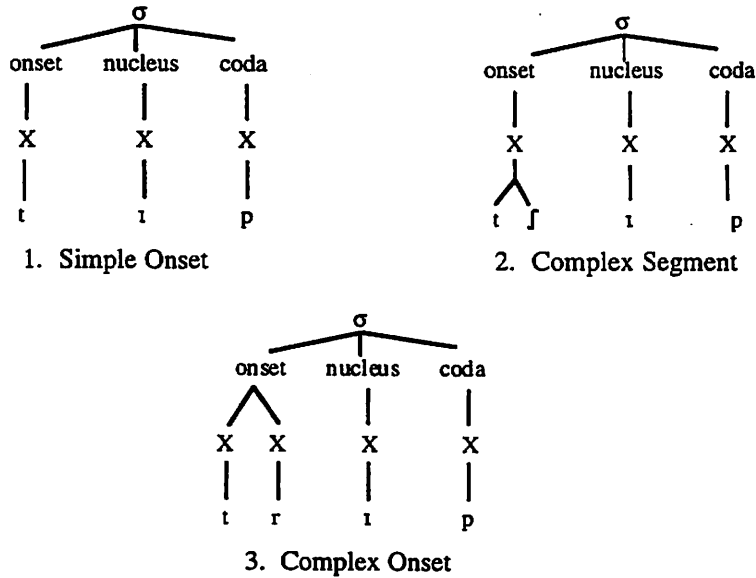 σ
onset nucleus coda
X X X
t ɪ p
1. Simple Onset
σ
onset nucleus coda
X X X
t ʃ ɪ p
2. Complex Segment
σ
onset nucleus coda
X X X X
t r ɪ p
3. Complex Onset